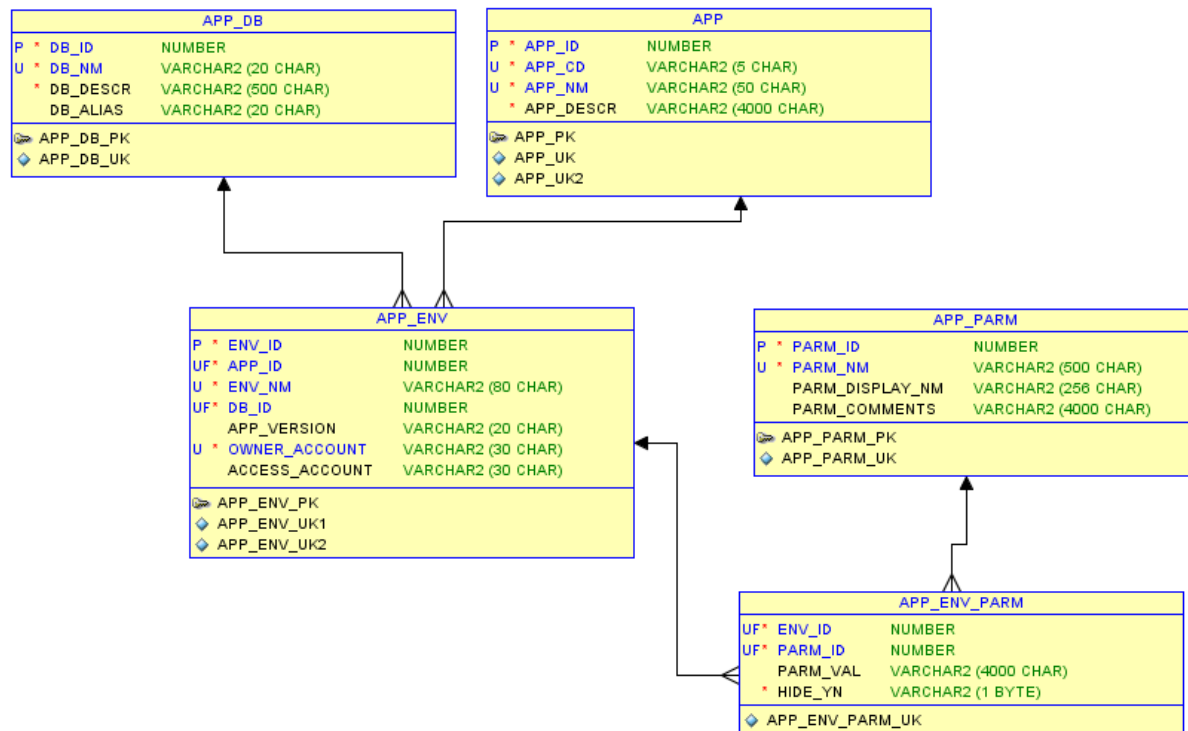 APP_DB
P * DB_ID NUMBER
U * DB_NM VARCHAR2 (20 CHAR)
* DB_DESCR VARCHAR2 (500 CHAR)
DB_ALIAS VARCHAR2 (20 CHAR)
APP_DB_PK
APP_DB_UK
APP
P * APP_ID NUMBER
U * APP_CD VARCHAR2 (5 CHAR)
U * APP_NM VARCHAR2 (50 CHAR)
* APP_DESCR VARCHAR2 (4000 CHAR)
APP_PK
APP_UK
APP_UK2
APP_ENV
P * ENV_ID NUMBER
UF* APP_ID NUMBER
U * ENV_NM VARCHAR2 (80 CHAR)
UF* DB_ID NUMBER
APP_VERSION VARCHAR2 (20 CHAR)
U * OWNER_ACCOUNT VARCHAR2 (30 CHAR)
ACCESS_ACCOUNT VARCHAR2 (30 CHAR)
APP_ENV_PK
APP_ENV_UK1
APP_ENV_UK2
APP_PARM
P * PARM_ID NUMBER
U * PARM_NM VARCHAR2 (500 CHAR)
PARM_DISPLAY_NM VARCHAR2 (256 CHAR)
PARM_COMMENTS VARCHAR2 (4000 CHAR)
APP_PARM_PK
APP_PARM_UK
APP_ENV_PARM
UF* ENV_ID NUMBER
UF* PARM_ID NUMBER
PARM_VAL VARCHAR2 (4000 CHAR)
* HIDE_YN VARCHAR2 (1 BYTE)
APP_ENV_PARM_UK